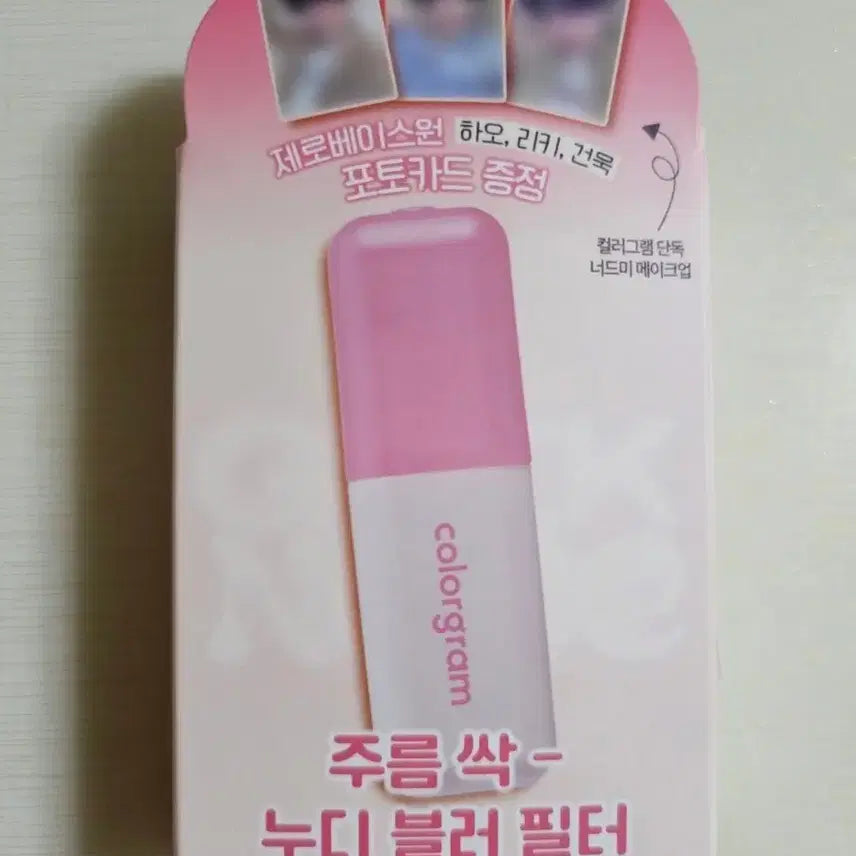 제로베이스원 하오, 리키, 건욱
포토카드 증정
컬러그램 단독
너드미 메이크업
colorgram
주름 싹 -
누디 블러 필터